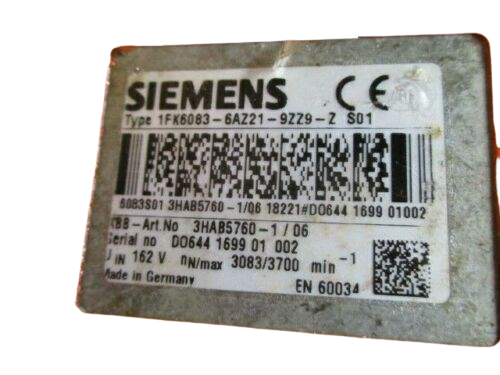 SIEMENS CE
Type 1FK6083-6AZ21-9ZZ9-Z S01
6083S01 3HAB5760-1/06 18221#D0644 1699 01002
BB-Art.No 3HAB5760-1/06
Serial no D0644 1699 01 002
U IN 162 V nN/max 3083/3700 min-1
Made in Germany EN 60034